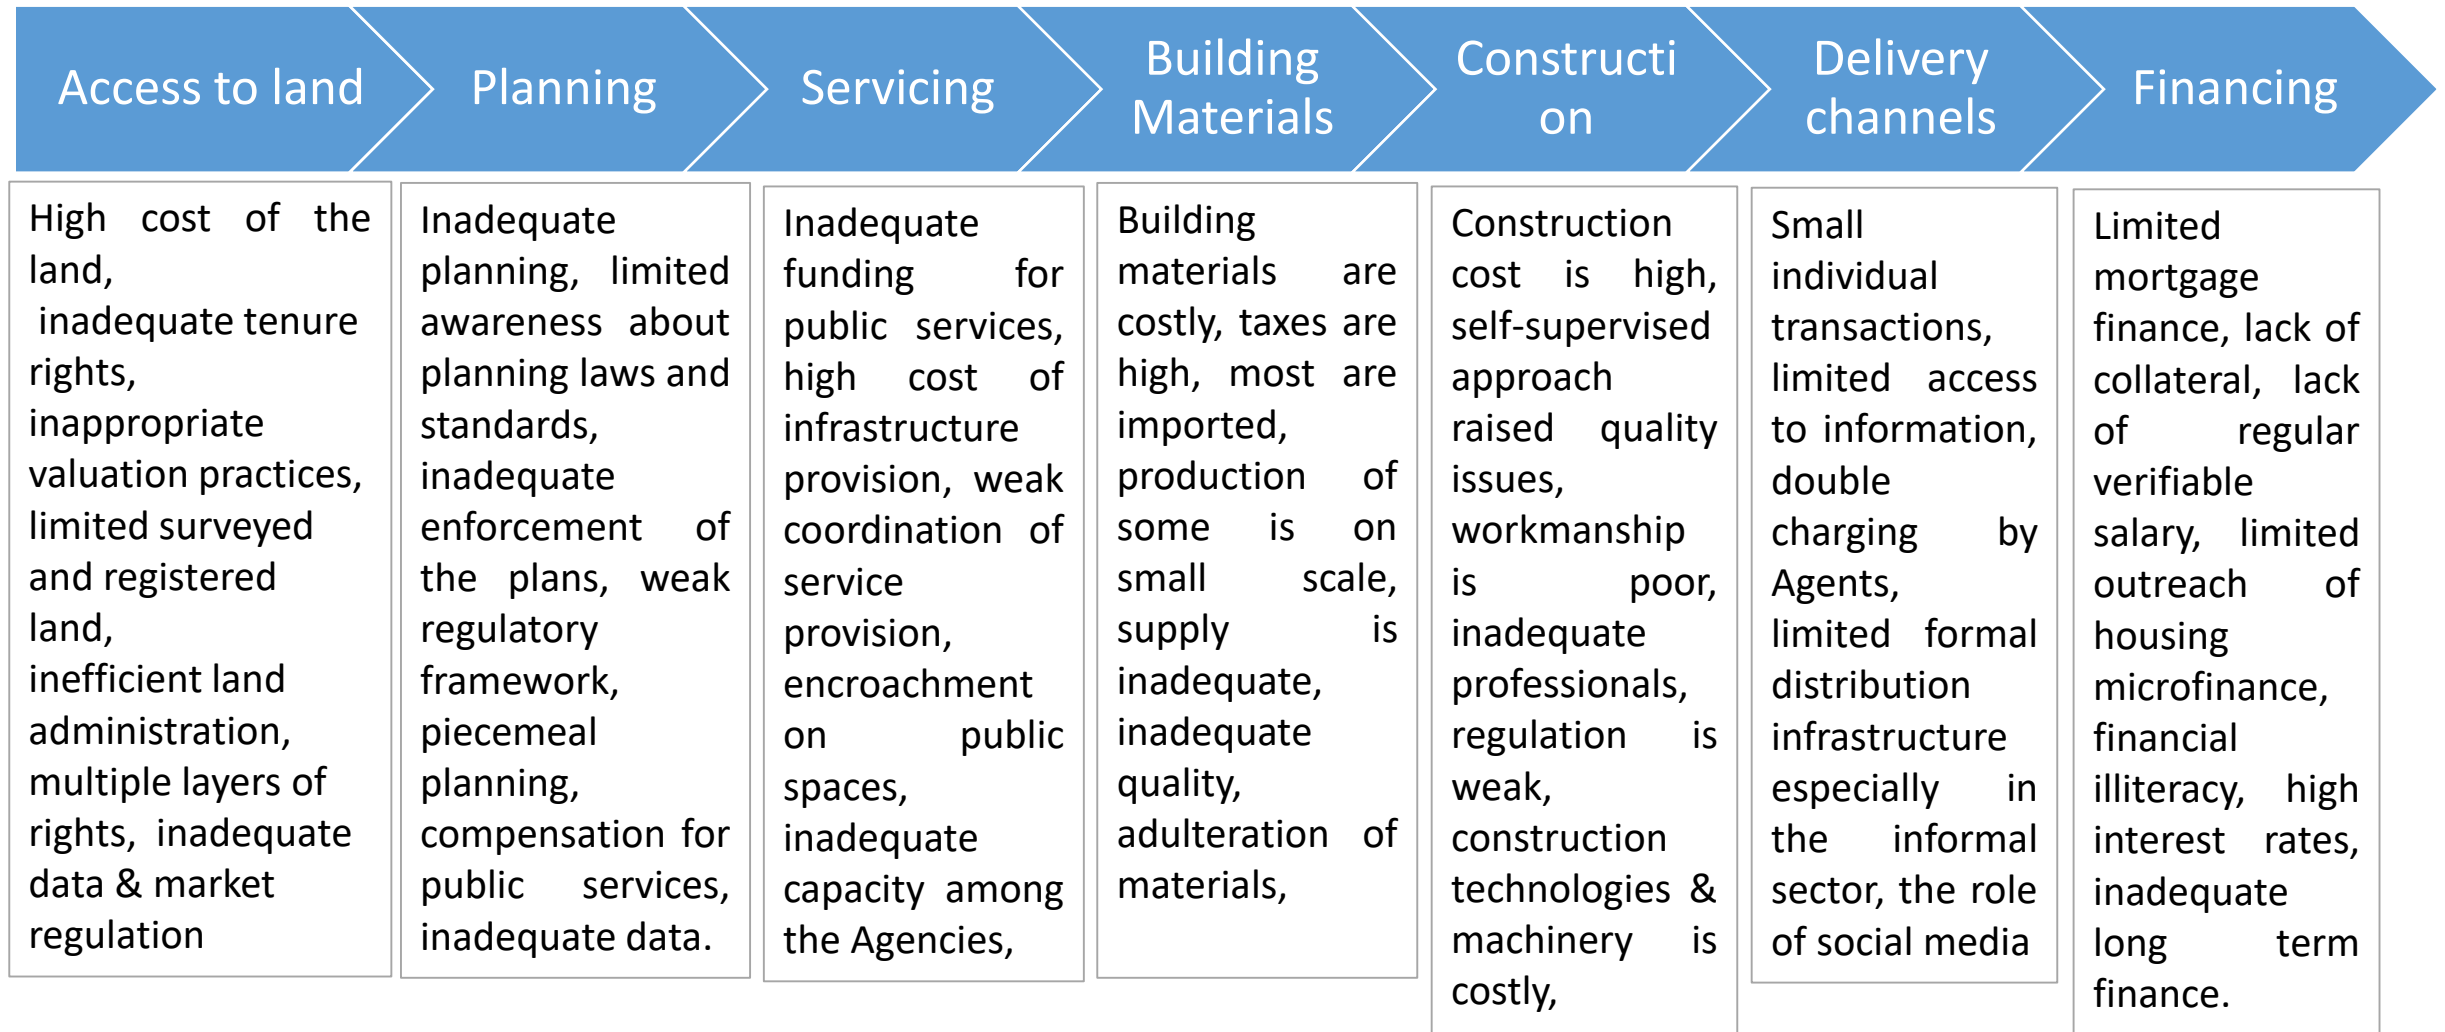 Access to land
Planning
Servicing
Building
Materials
Constructi
on
Delivery
channels
Financing
High cost of the
land,
inadequate tenure
rights,
inappropriate
valuation practices,
limited surveyed
and registered
land,
inefficient land
administration,
multiple layers of
rights, inadequate
data & market
regulation
Inadequate
planning, limited
awareness about
planning laws and
standards,
inadequate
enforcement of
the plans, weak
regulatory
framework,
piecemeal
planning,
compensation for
public services,
inadequate data.
Inadequate
funding for
public services,
high cost of
infrastructure
provision, weak
coordination of
service
provision,
encroachment
on public
spaces,
inadequate
capacity among
the Agencies,
Building
materials are
costly, taxes are
high, most are
imported,
production of
some is on
small scale,
supply is
inadequate,
inadequate
quality,
adulteration of
materials,
Construction
cost is high,
self-supervised
approach
raised quality
issues,
workmanship
is poor,
inadequate
professionals,
regulation is
weak,
construction
technologies &
machinery is
costly,
Small
individual
transactions,
limited access
to information,
double
charging by
Agents,
limited formal
distribution
infrastructure
especially in
the informal
sector, the role
of social media
Limited
mortgage
finance, lack of
collateral, lack
of regular
verifiable
salary, limited
outreach of
housing
microfinance,
financial
illiteracy, high
interest rates,
inadequate
long term
finance.